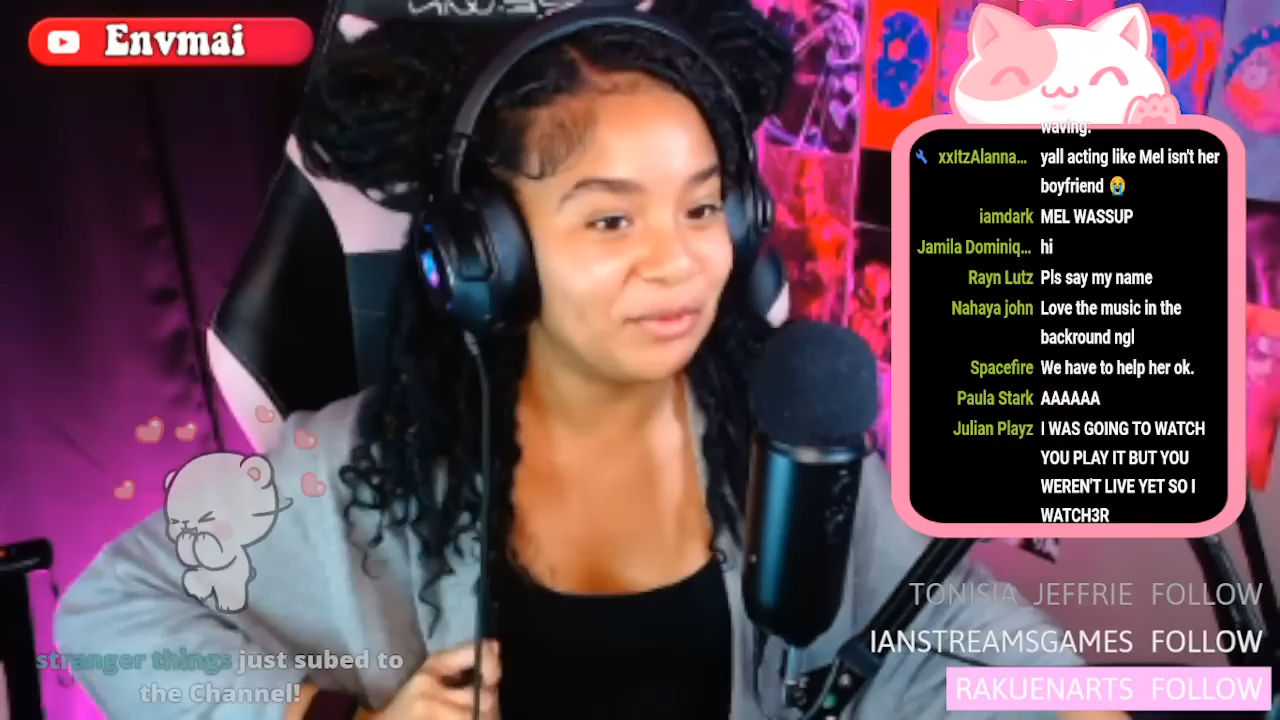 Envmai
waving:
xxItzAlanna... yall acting like Mel isn't her
boyfriend 😭
iamdark MEL WASSUP
Jamila Dominiq... hi
Rayn Lutz Pls say my name
Nahaya john Love the music in the
backround ngl
Spacefire We have to help her ok.
Paula Stark AAAAAA
Julian Playz I WAS GOING TO WATCH
YOU PLAY IT BUT YOU
WEREN'T LIVE YET SO I
WATCH3R
TONISIA_JEFFRIE FOLLOW
IANSTREAMSGAMES FOLLOW
RAKUENARTS FOLLOW
stranger things just subed to
the Channel!